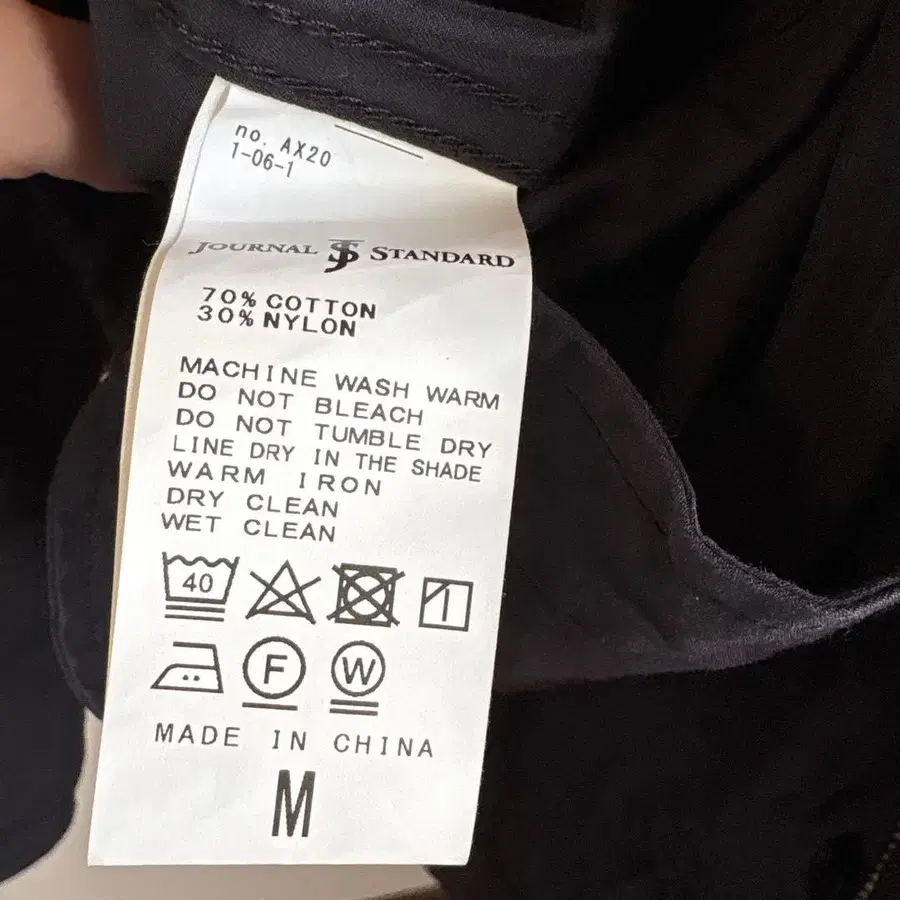 no. AX20
1-06-1
JOURNAL JS STANDARD
70% COTTON
30% NYLON
MACHINE WASH WARM
DO NOT BLEACH
DO NOT TUMBLE DRY
LINE DRY IN THE SHADE
WARM IRON
DRY CLEAN
WET CLEAN
40
F W
MADE IN CHINA
M